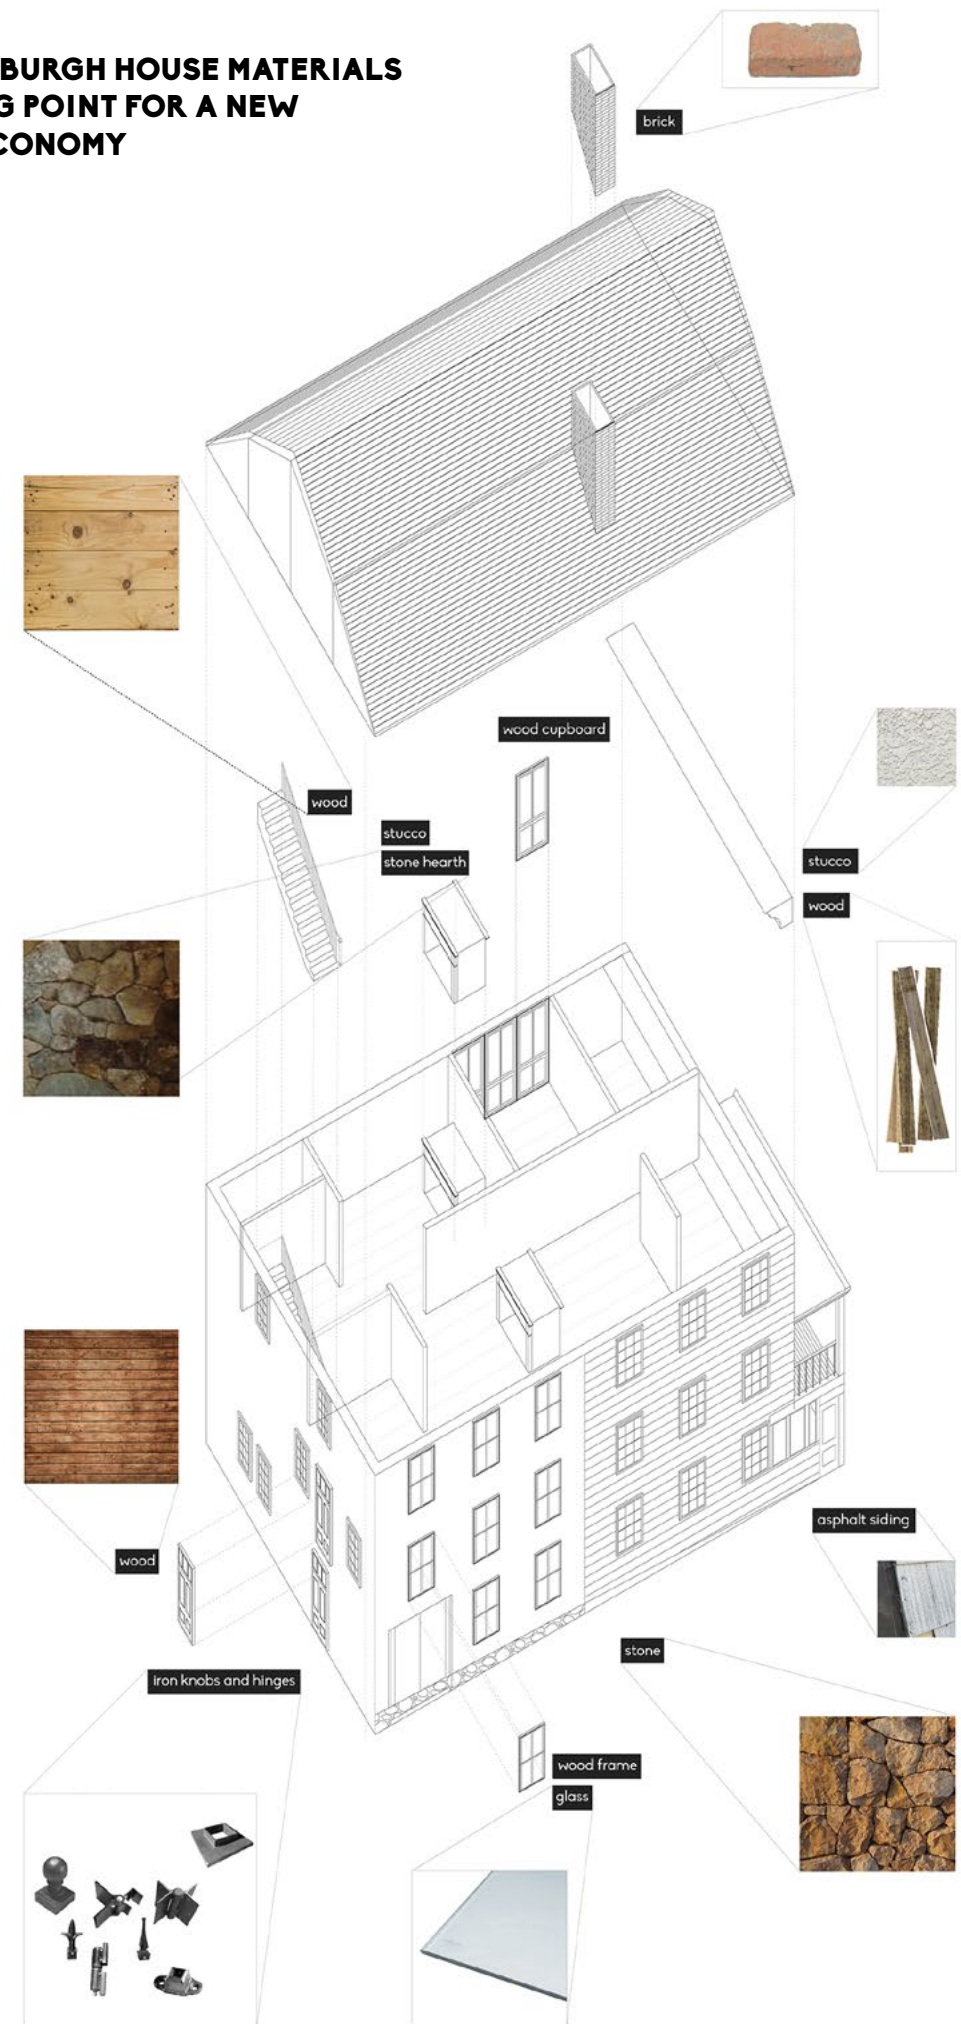 BURGH HOUSE MATERIALS
G POINT FOR A NEW
CONOMY
brick
wood cupboard
wood
stucco
stone hearth
stucco
wood
asphalt siding
wood
stone
iron knobs and hinges
wood frame
glass